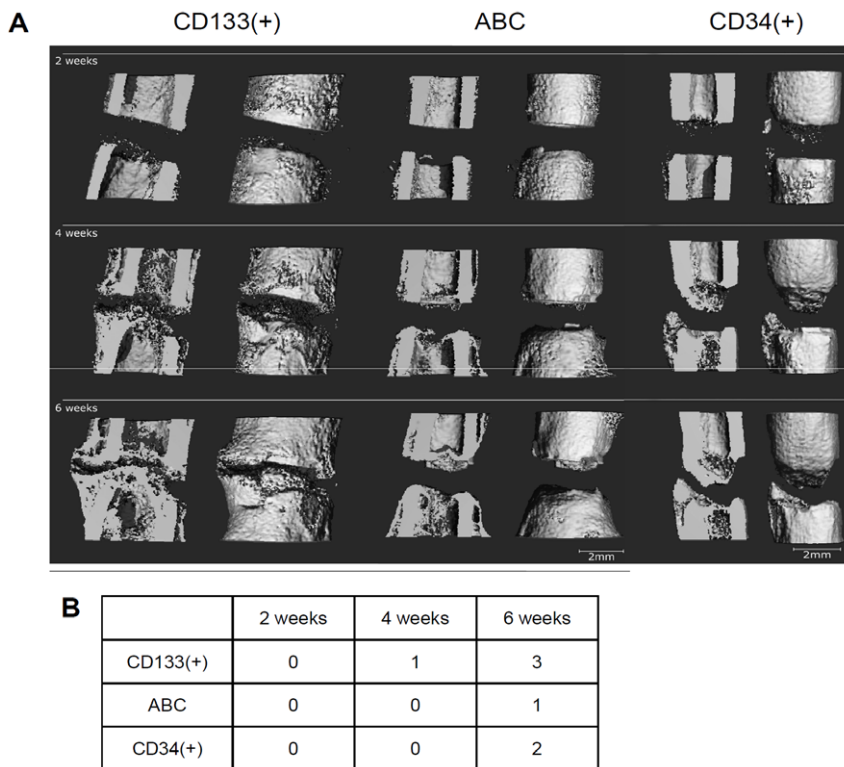 A
CD133(+) ABC CD34(+)
2 weeks
4 weeks
6 weeks
2mm 2mm
B
2 weeks 4 weeks 6 weeks
CD133(+) 0 1 3
ABC 0 0 1
CD34(+) 0 0 2